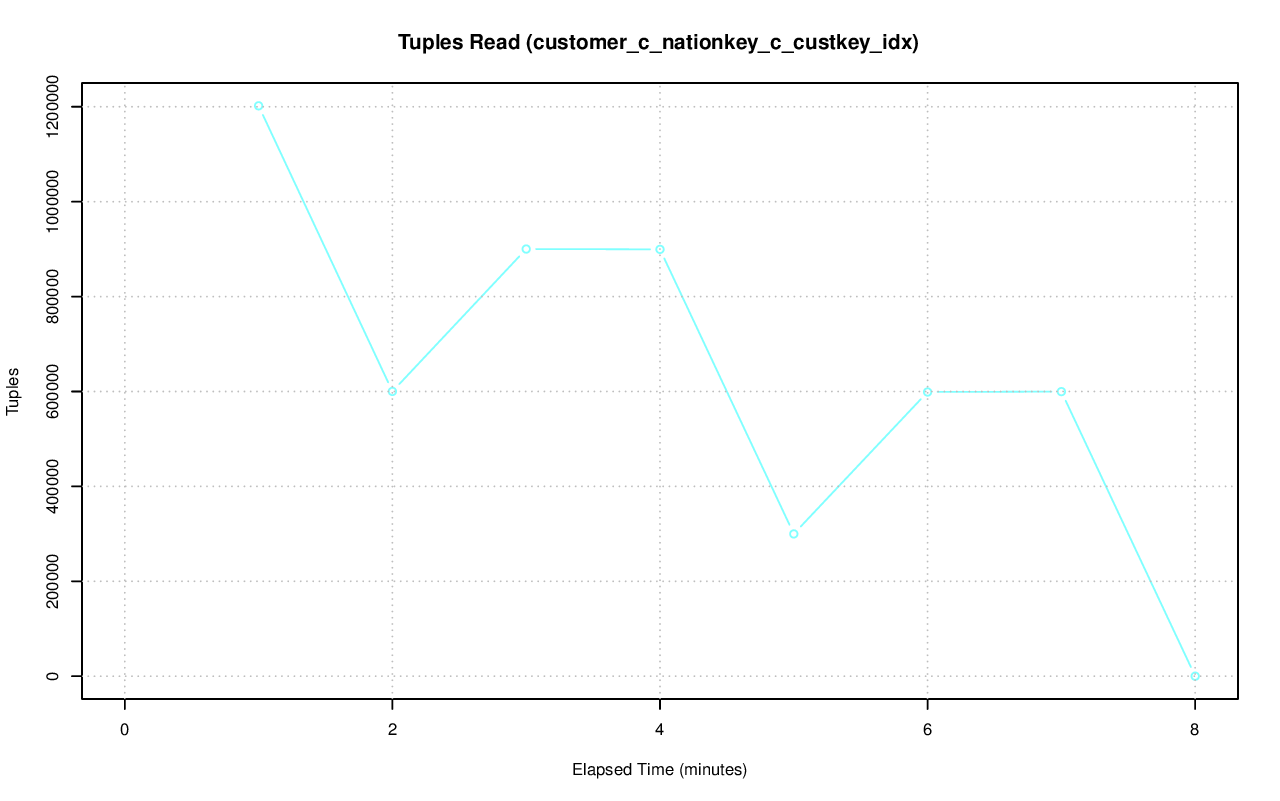 Tuples Read (customer_c_nationkey_c_custkey_idx)
1200000
1000000
800000
600000
400000
200000
0
Tuples
0 2 4 6 8
Elapsed Time (minutes)